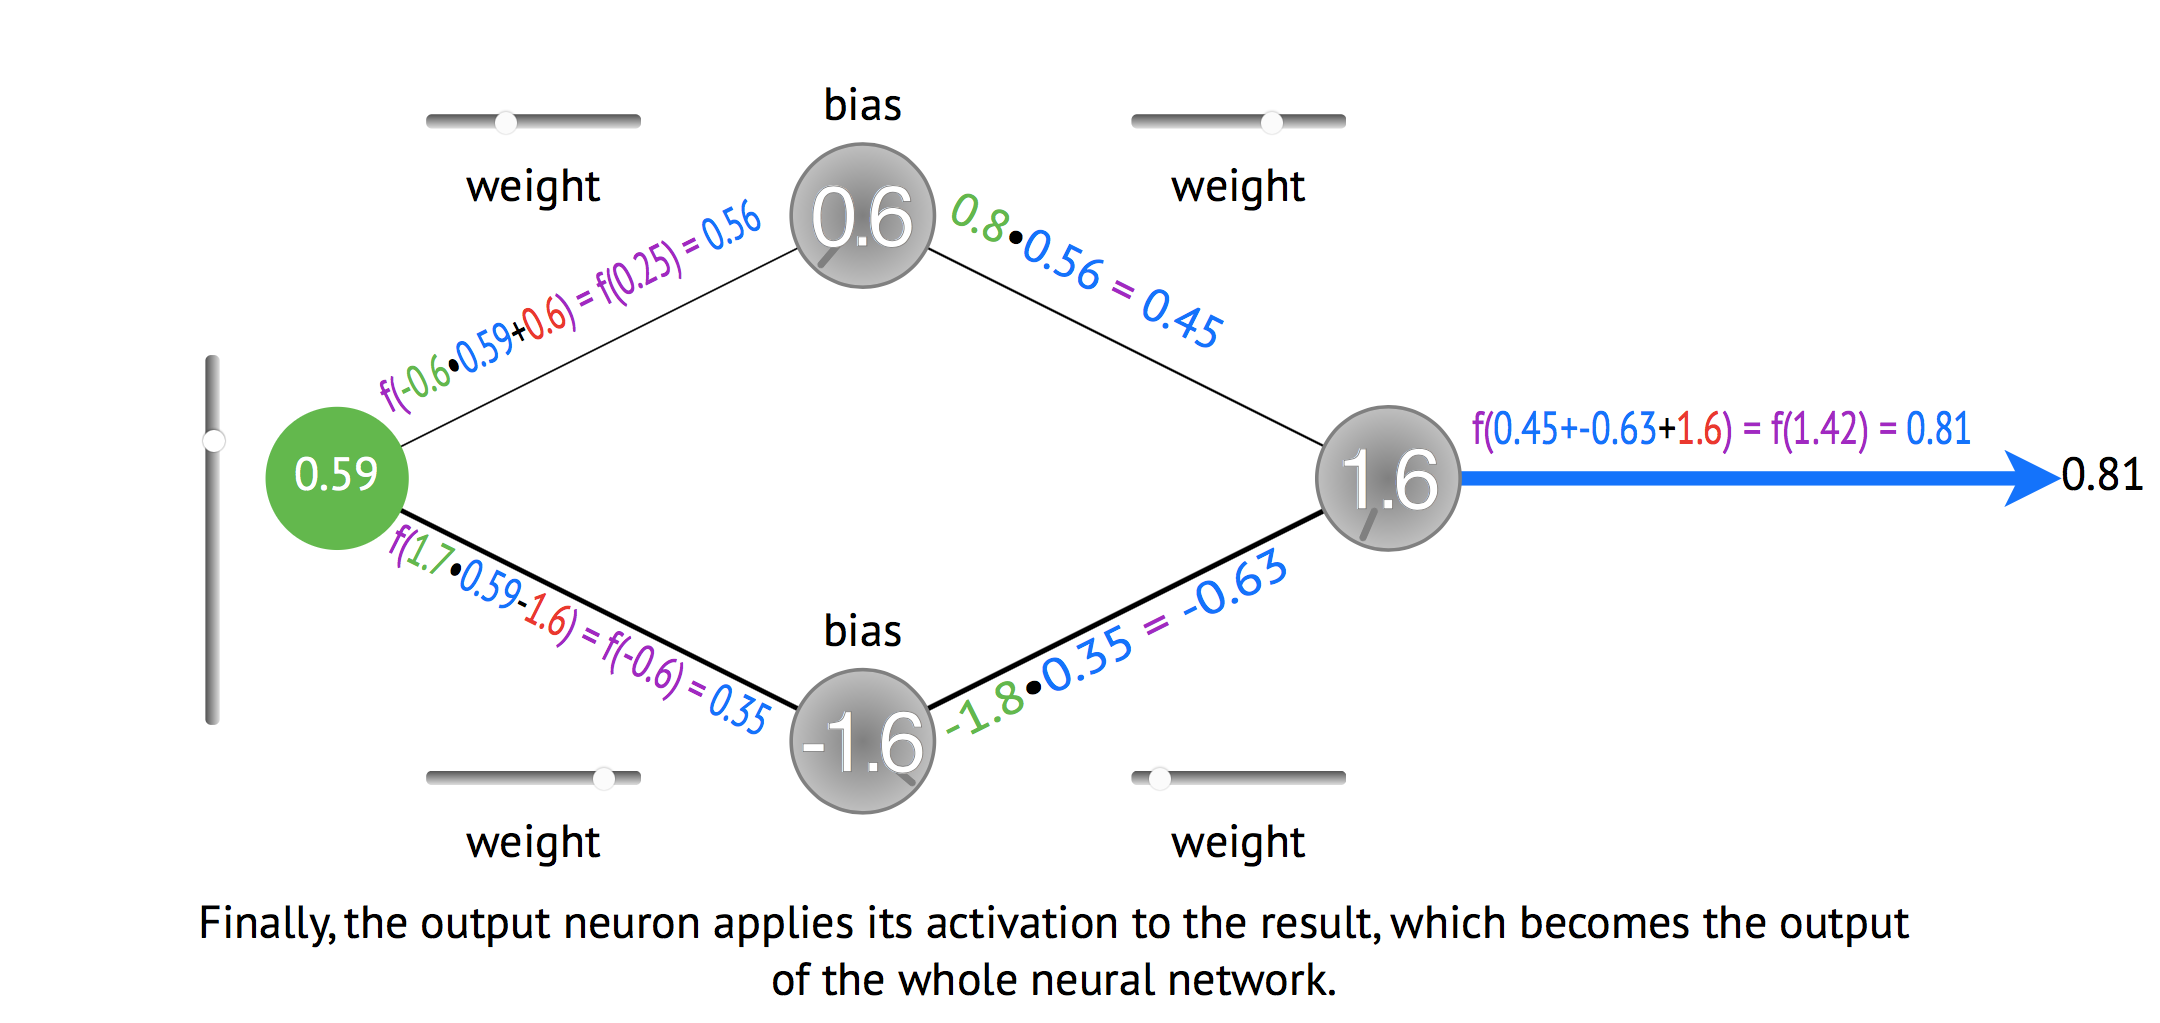 bias
weight
weight
0.6
f(-0.6•0.59+0.6) = f(0.25) = 0.56
0.8•0.56 = 0.45
0.59
1.6
f(0.45+-0.63+1.6) = f(1.42) = 0.81
0.81
f(1.7•0.59-1.6) = f(-0.6) = 0.35
-1.8•0.35 = -0.63
bias
-1.6
weight
weight
Finally, the output neuron applies its activation to the result, which becomes the output
of the whole neural network.